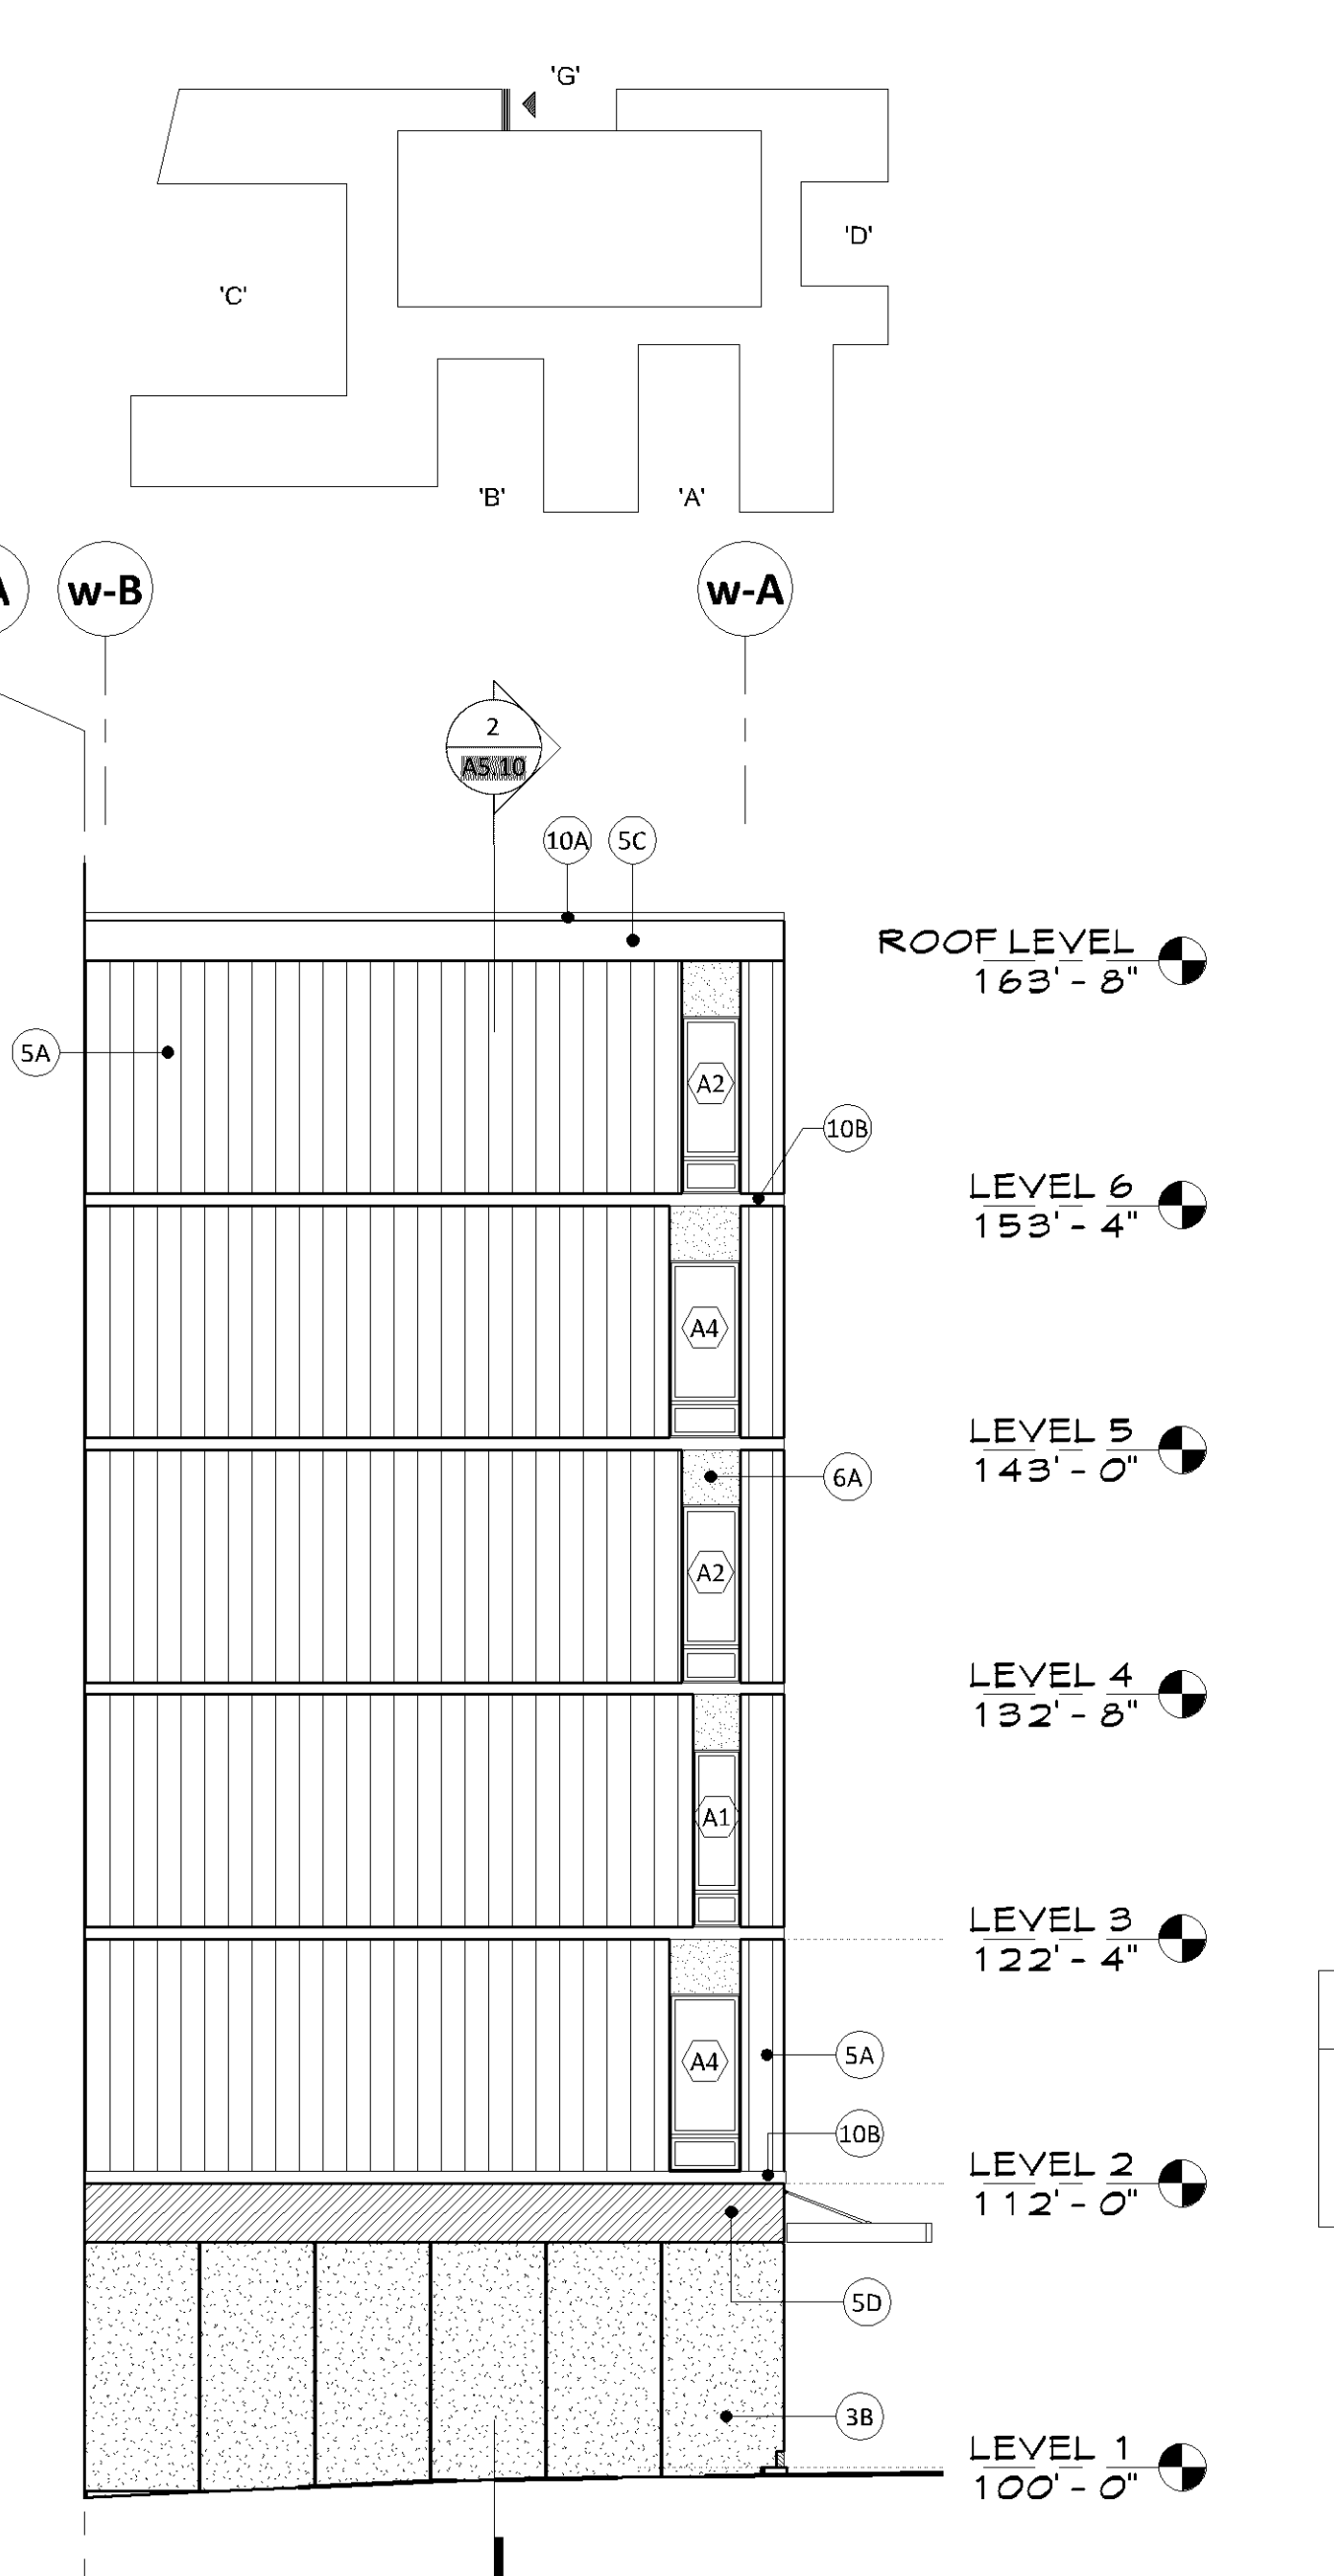 'G'
'D'
'C'
'B'
'A'
A
w-B
w-A
2
A5.10
10A
5C
ROOF LEVEL
163' - 8"
5A
A2
10B
LEVEL 6
153' - 4"
A4
LEVEL 5
143' - 0"
6A
A2
LEVEL 4
132' - 8"
A1
LEVEL 3
122' - 4"
A4
5A
10B
LEVEL 2
112' - 0"
5D
3B
LEVEL 1
100' - 0"